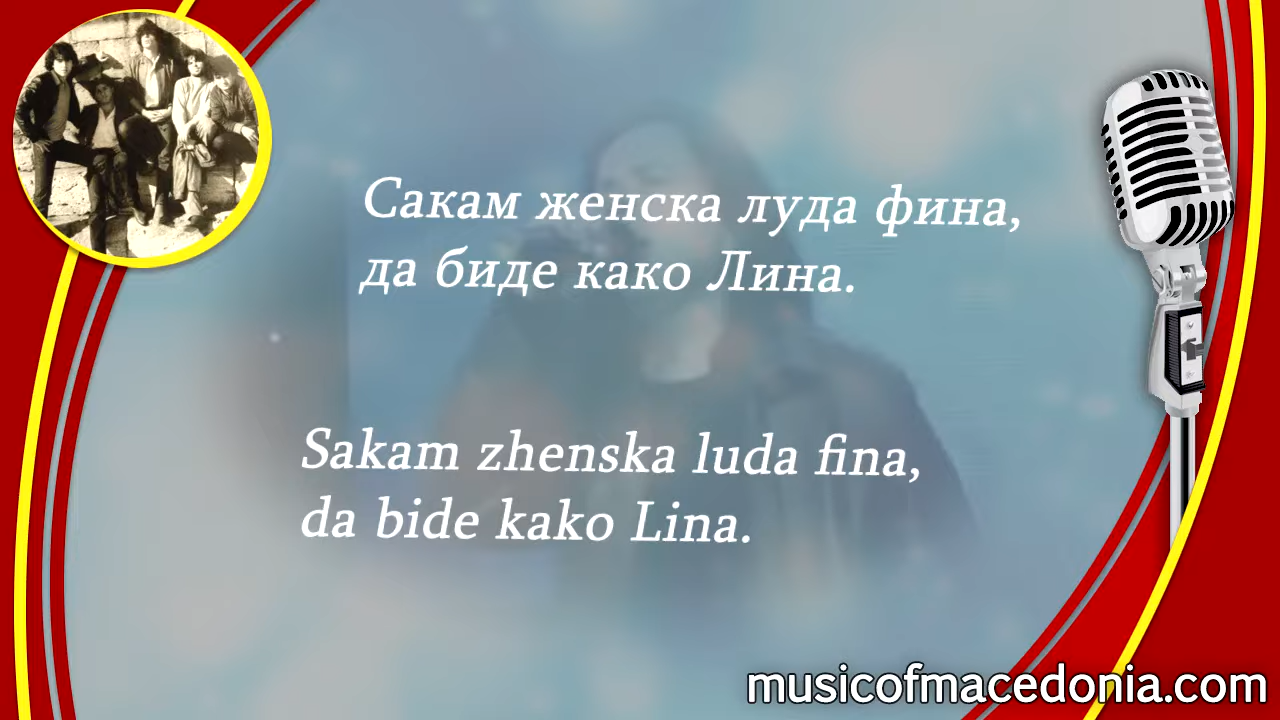 Сакам женска луда фина,
да биде како Лина.
Sakam zhenska luda fina,
da bide kako Lina.
musicofmacedonia.com